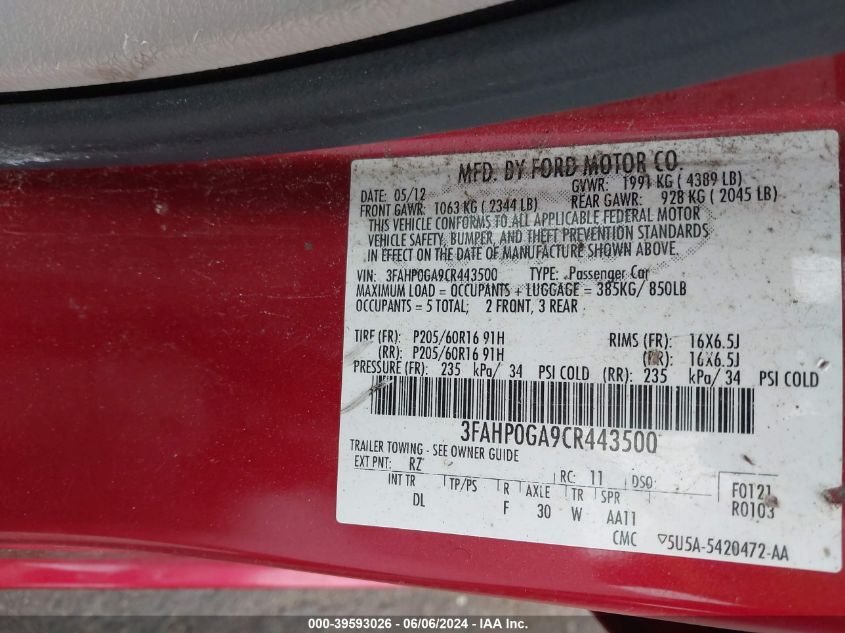 MFD. BY FORD MOTOR CO.
DATE: 05/12 GVWR: 1991 KG ( 4389 LB)
FRONT GAWR: 1063 KG ( 2344 LB) REAR GAWR: 928 KG ( 2045 LB)
THIS VEHICLE CONFORMS TO ALL APPLICABLE FEDERAL MOTOR
VEHICLE SAFETY, BUMPER, AND THEFT PREVENTION STANDARDS
IN EFFECT ON THE DATE OF MANUFACTURE SHOWN ABOVE.
VIN: 3FAHP0GA9CR443500 TYPE: Passenger Car
MAXIMUM LOAD = OCCUPANTS + LUGGAGE = 385KG/ 850LB
OCCUPANTS = 5 TOTAL; 2 FRONT, 3 REAR
TIRE (FR): P205/60R16 91H RIMS (FR): 16X6.5J
(RR): P205/60R16 91H (RR): 16X6.5J
PRESSURE (FR): 235 kPa/ 34 PSI COLD (RR): 235 kPa/ 34 PSI COLD
3FAHP0GA9CR443500
TRAILER TOWING - SEE OWNER GUIDE
EXT PNT: RZ RC: 11 DSO: F0121
INT TR TP/PS R AXLE TR SPR R0103
DL F 30 W AA11
CMC ▽5U5A-5420472-AA
000-39593026 - 06/06/2024 - IAA Inc.